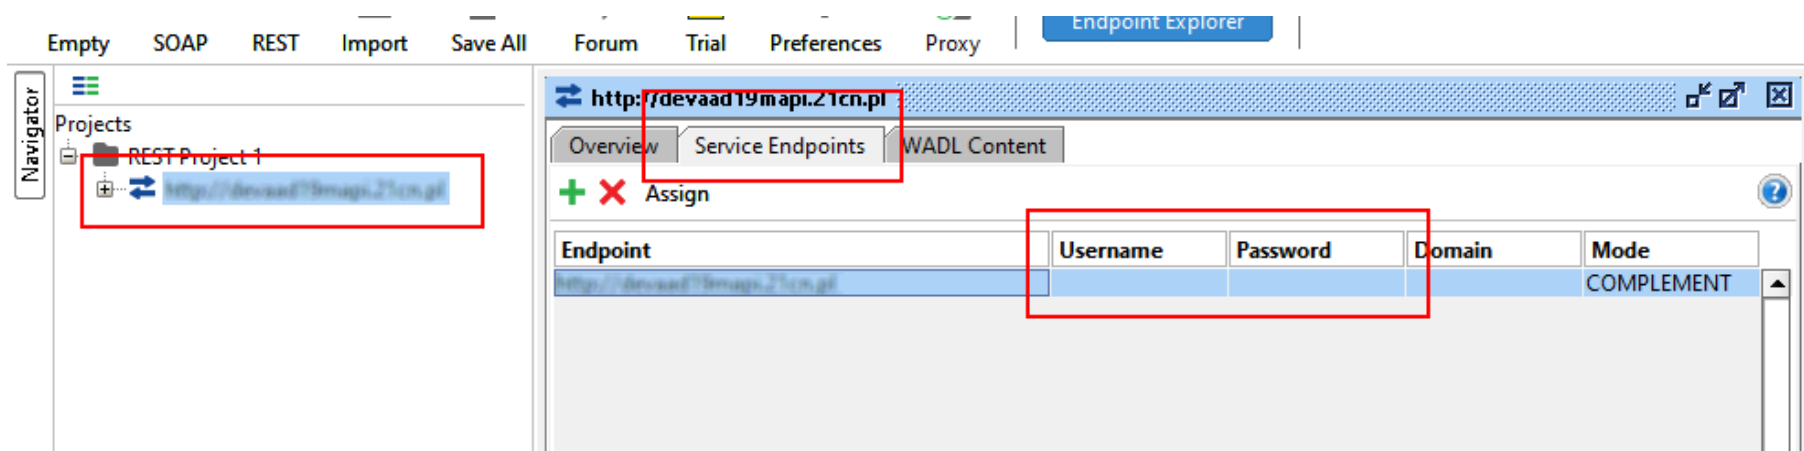 Endpoint Explorer
Empty SOAP REST Import Save All Forum Trial Preferences Proxy
Navigator
Projects
REST Project 1
http://devaad19mapi.21cn.pl
Overview Service Endpoints WADL Content
Assign
Endpoint Username Password Domain Mode
COMPLEMENT